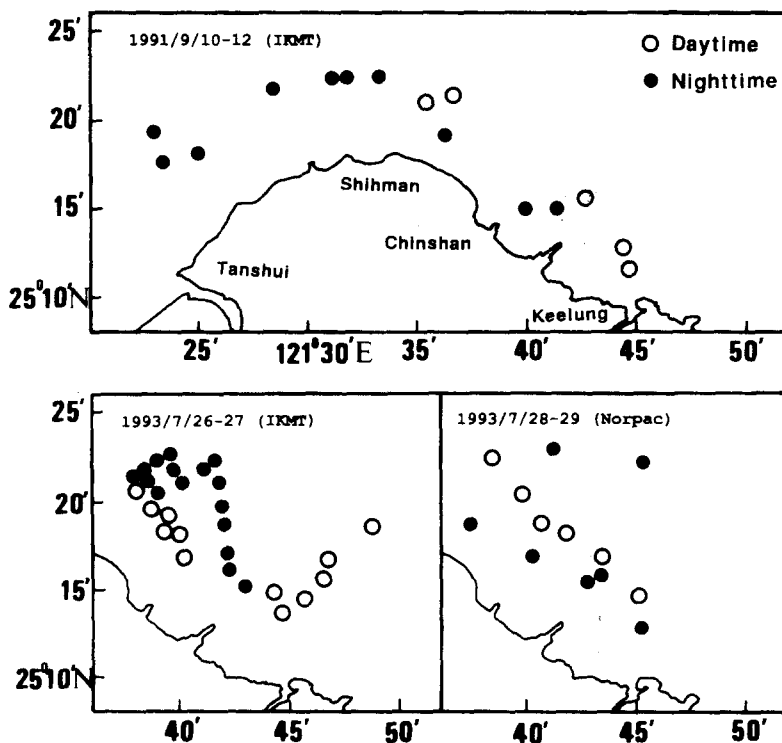 25′
1991/9/10-12 (IKMT)
Daytime
Nighttime
20′
15′
Shihman
Chinshan
Tanshui
25°10′N
Keelung
25′
121°30′E
35′
40′
45′
50′
25′
1993/7/26-27 (IKMT)
1993/7/28-29 (Norpac)
20′
15′
25°10′N
40′
45′
50′
40′
45′
50′